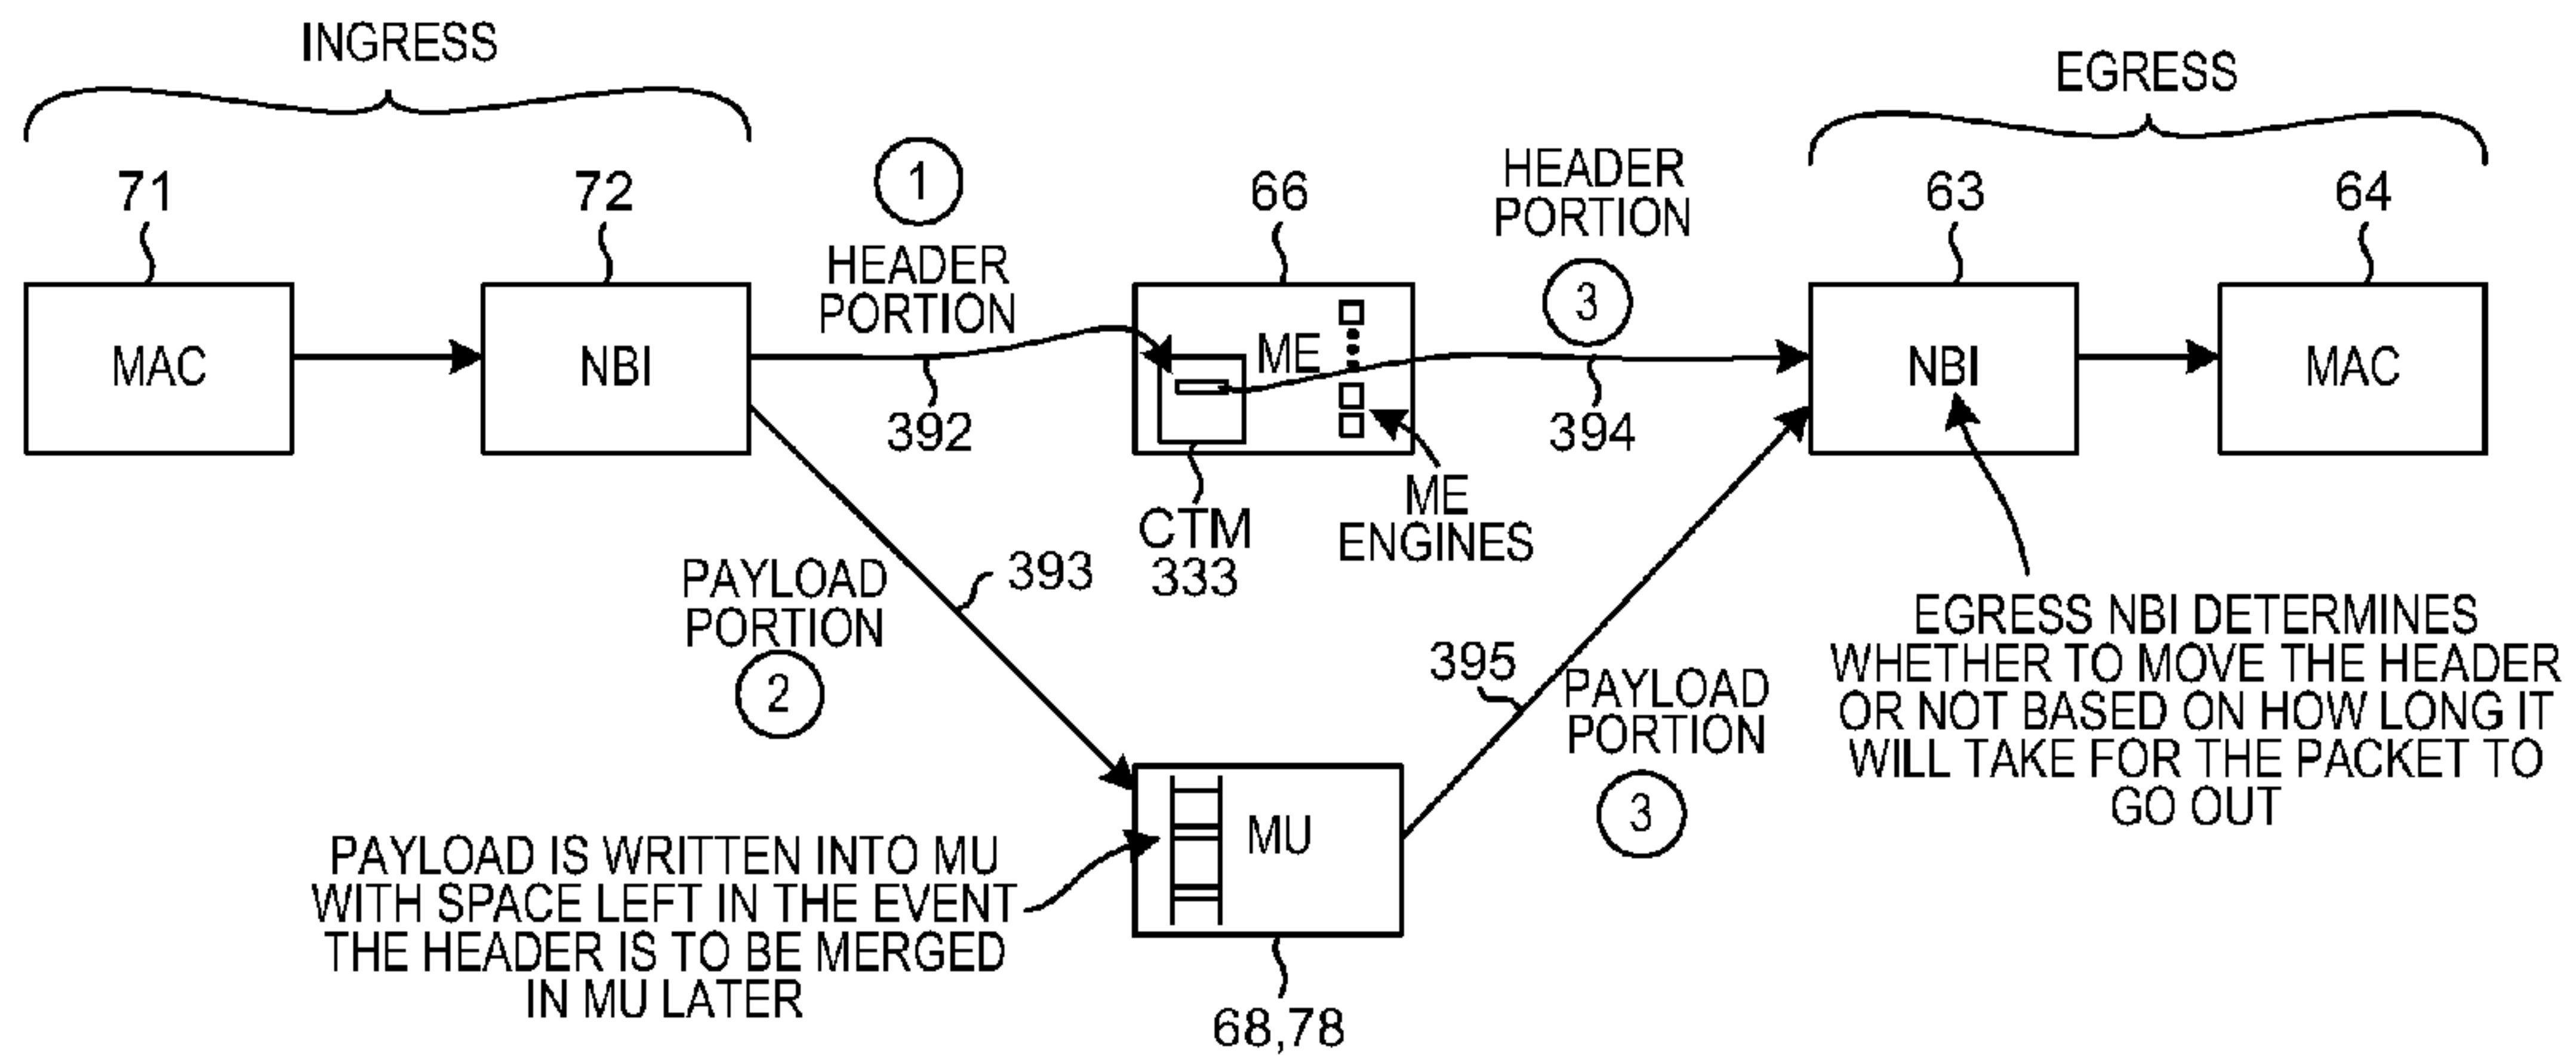 INGRESS
EGRESS
71
72
1
HEADER
PORTION
66
HEADER
PORTION
3
63
64
MAC
NBI
392
ME
394
NBI
MAC
CTM
333
ME
ENGINES
PAYLOAD
PORTION
2
393
395
PAYLOAD
PORTION
3
EGRESS NBI DETERMINES
WHETHER TO MOVE THE HEADER
OR NOT BASED ON HOW LONG IT
WILL TAKE FOR THE PACKET TO
GO OUT
MU
PAYLOAD IS WRITTEN INTO MU
WITH SPACE LEFT IN THE EVENT
THE HEADER IS TO BE MERGED
IN MU LATER
68,78